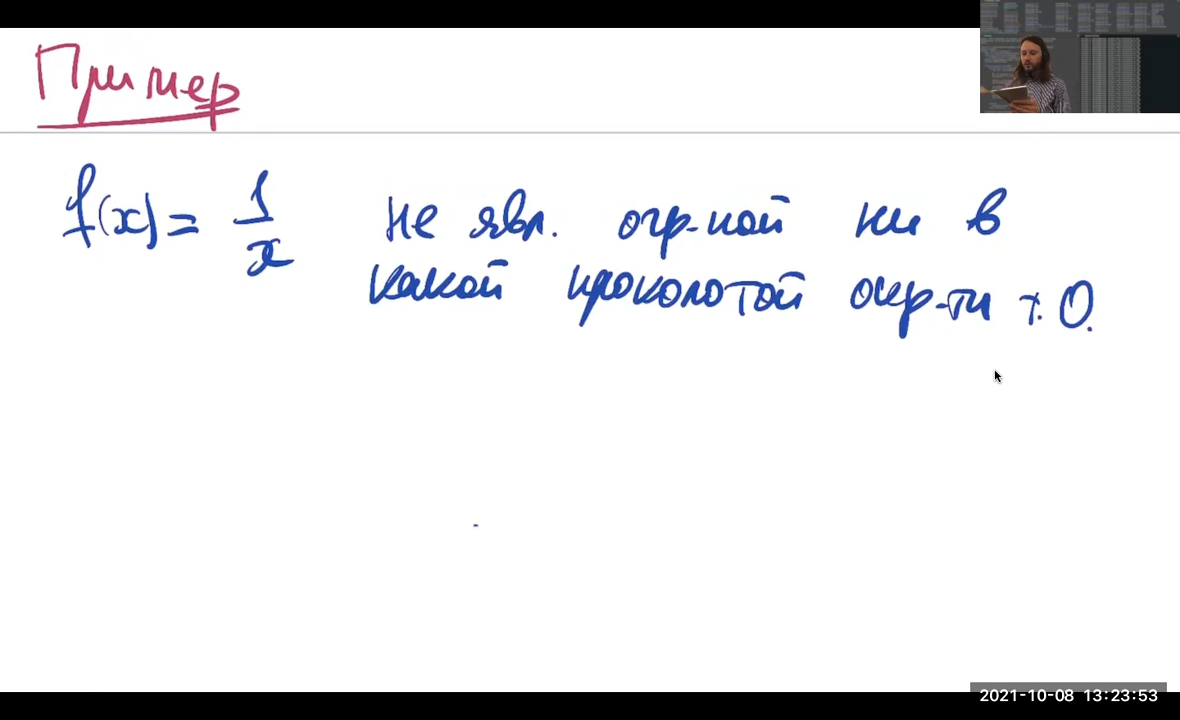 Пример
f(x) = 1/x не явл. огр-ной ни в
какой проколотой окр-ти т. 0.
2021-10-08 13:23:53